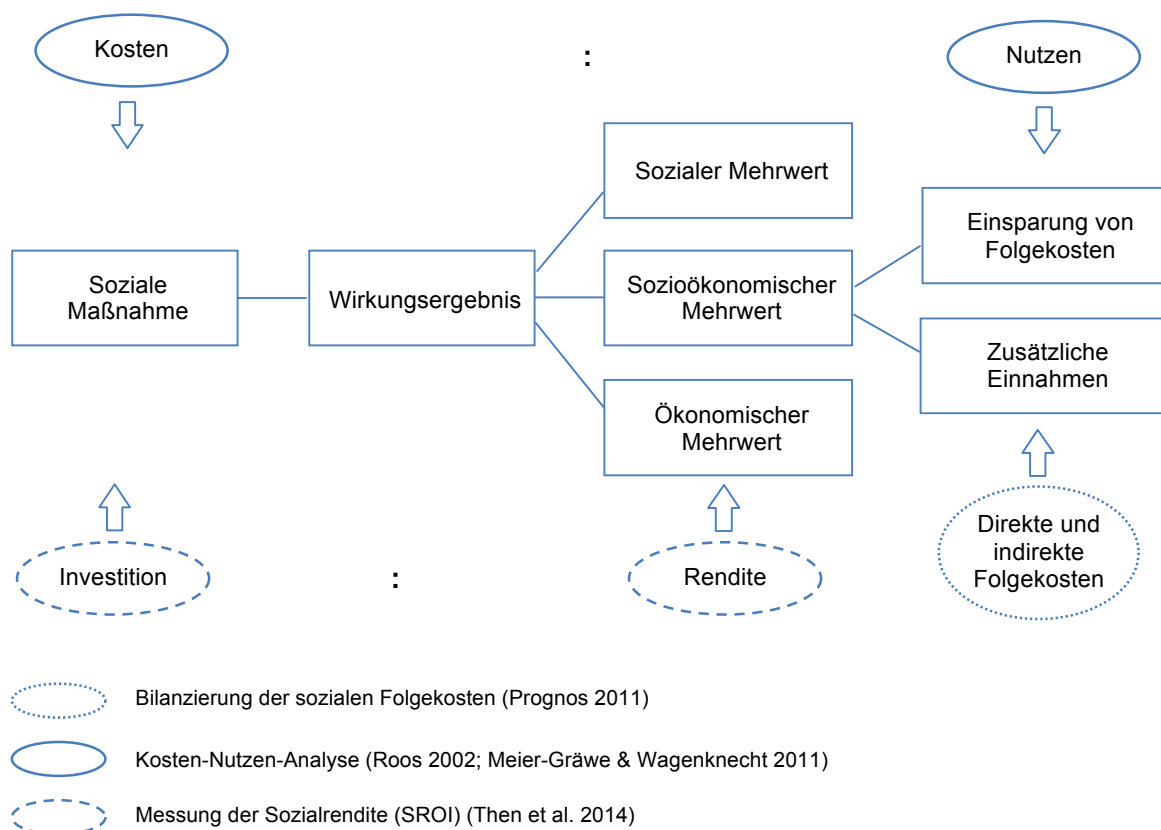 Kosten
:
Nutzen
Sozialer Mehrwert
Einsparung von
Folgekosten
Soziale
Maßnahme
Wirkungsergebnis
Sozioökonomischer
Mehrwert
Zusätzliche
Einnahmen
Ökonomischer
Mehrwert
Direkte und
indirekte
Folgekosten
Investition
:
Rendite
Bilanzierung der sozialen Folgekosten (Prognos 2011)
Kosten-Nutzen-Analyse (Roos 2002; Meier-Gräwe & Wagenknecht 2011)
Messung der Sozialrendite (SROI) (Then et al. 2014)